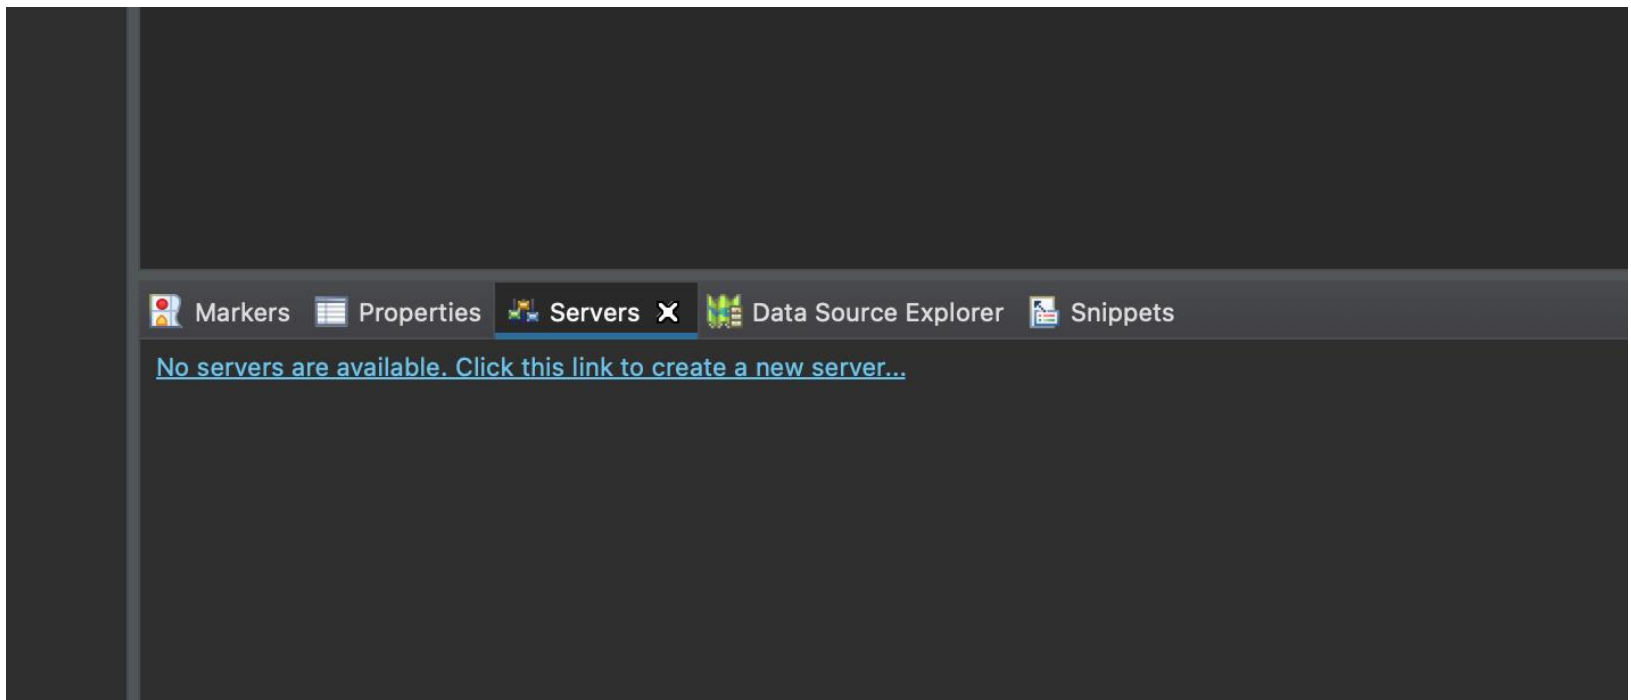 Markers Properties Servers Data Source Explorer Snippets
No servers are available. Click this link to create a new server...